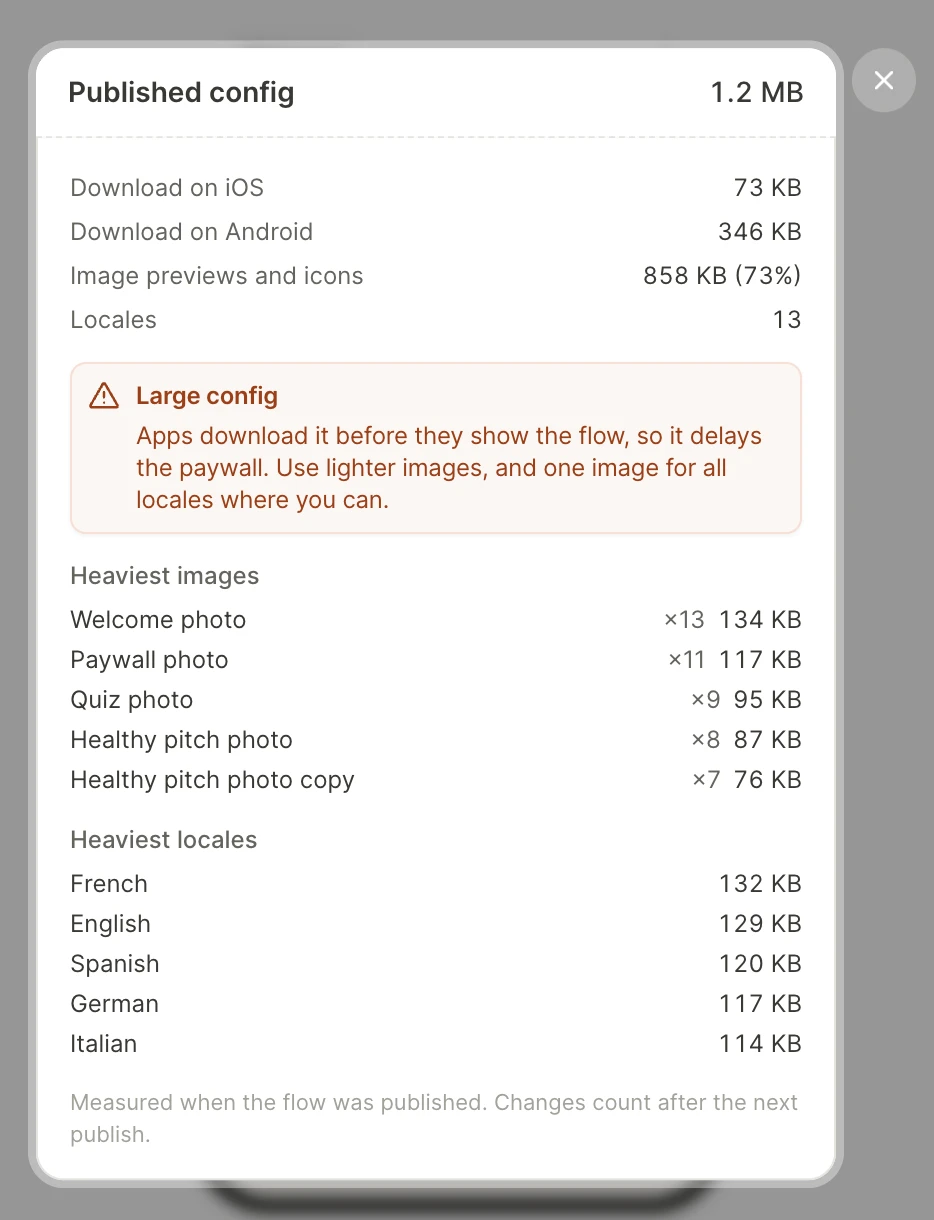 Published config 1.2 MB
Download on iOS 73 KB
Download on Android 346 KB
Image previews and icons 858 KB (73%)
Locales 13
Large config
Apps download it before they show the flow, so it delays
the paywall. Use lighter images, and one image for all
locales where you can.
Heaviest images
Welcome photo ×13 134 KB
Paywall photo ×11 117 KB
Quiz photo ×9 95 KB
Healthy pitch photo ×8 87 KB
Healthy pitch photo copy ×7 76 KB
Heaviest locales
French 132 KB
English 129 KB
Spanish 120 KB
German 117 KB
Italian 114 KB
Measured when the flow was published. Changes count after the next
publish.